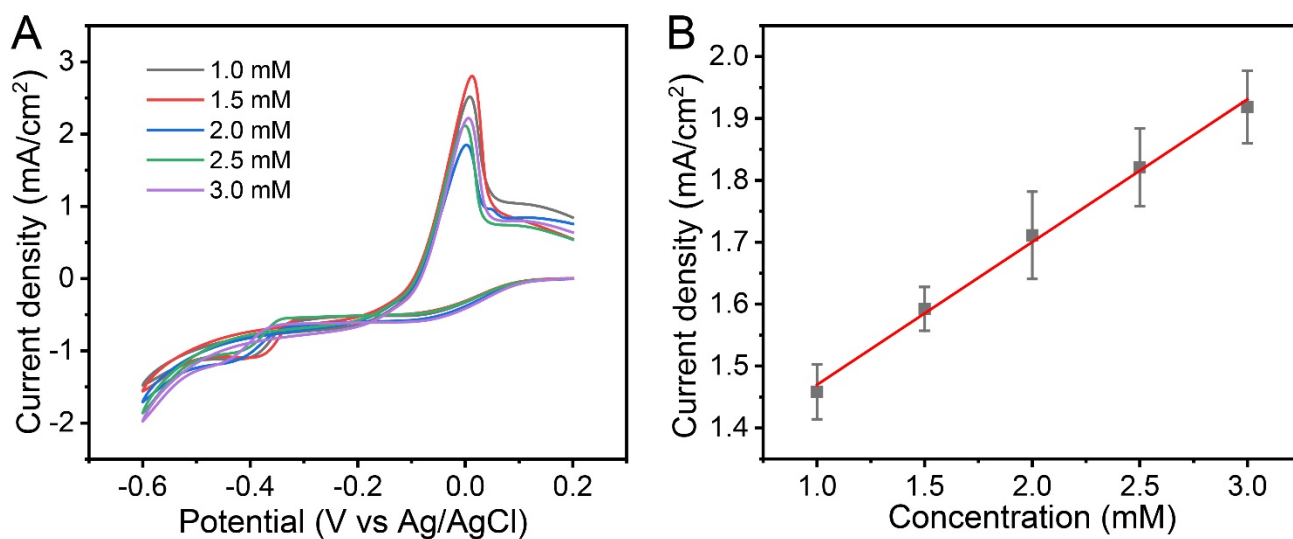 A
1.0 mM
1.5 mM
2.0 mM
2.5 mM
3.0 mM
3
2
1
0
-1
-2
Current density (mA/cm²)
-0.6
-0.4
-0.2
0.0
0.2
Potential (V vs Ag/AgCl)
B
2.0
1.9
1.8
1.7
1.6
1.5
1.4
Current density (mA/cm²)
1.0
1.5
2.0
2.5
3.0
Concentration (mM)